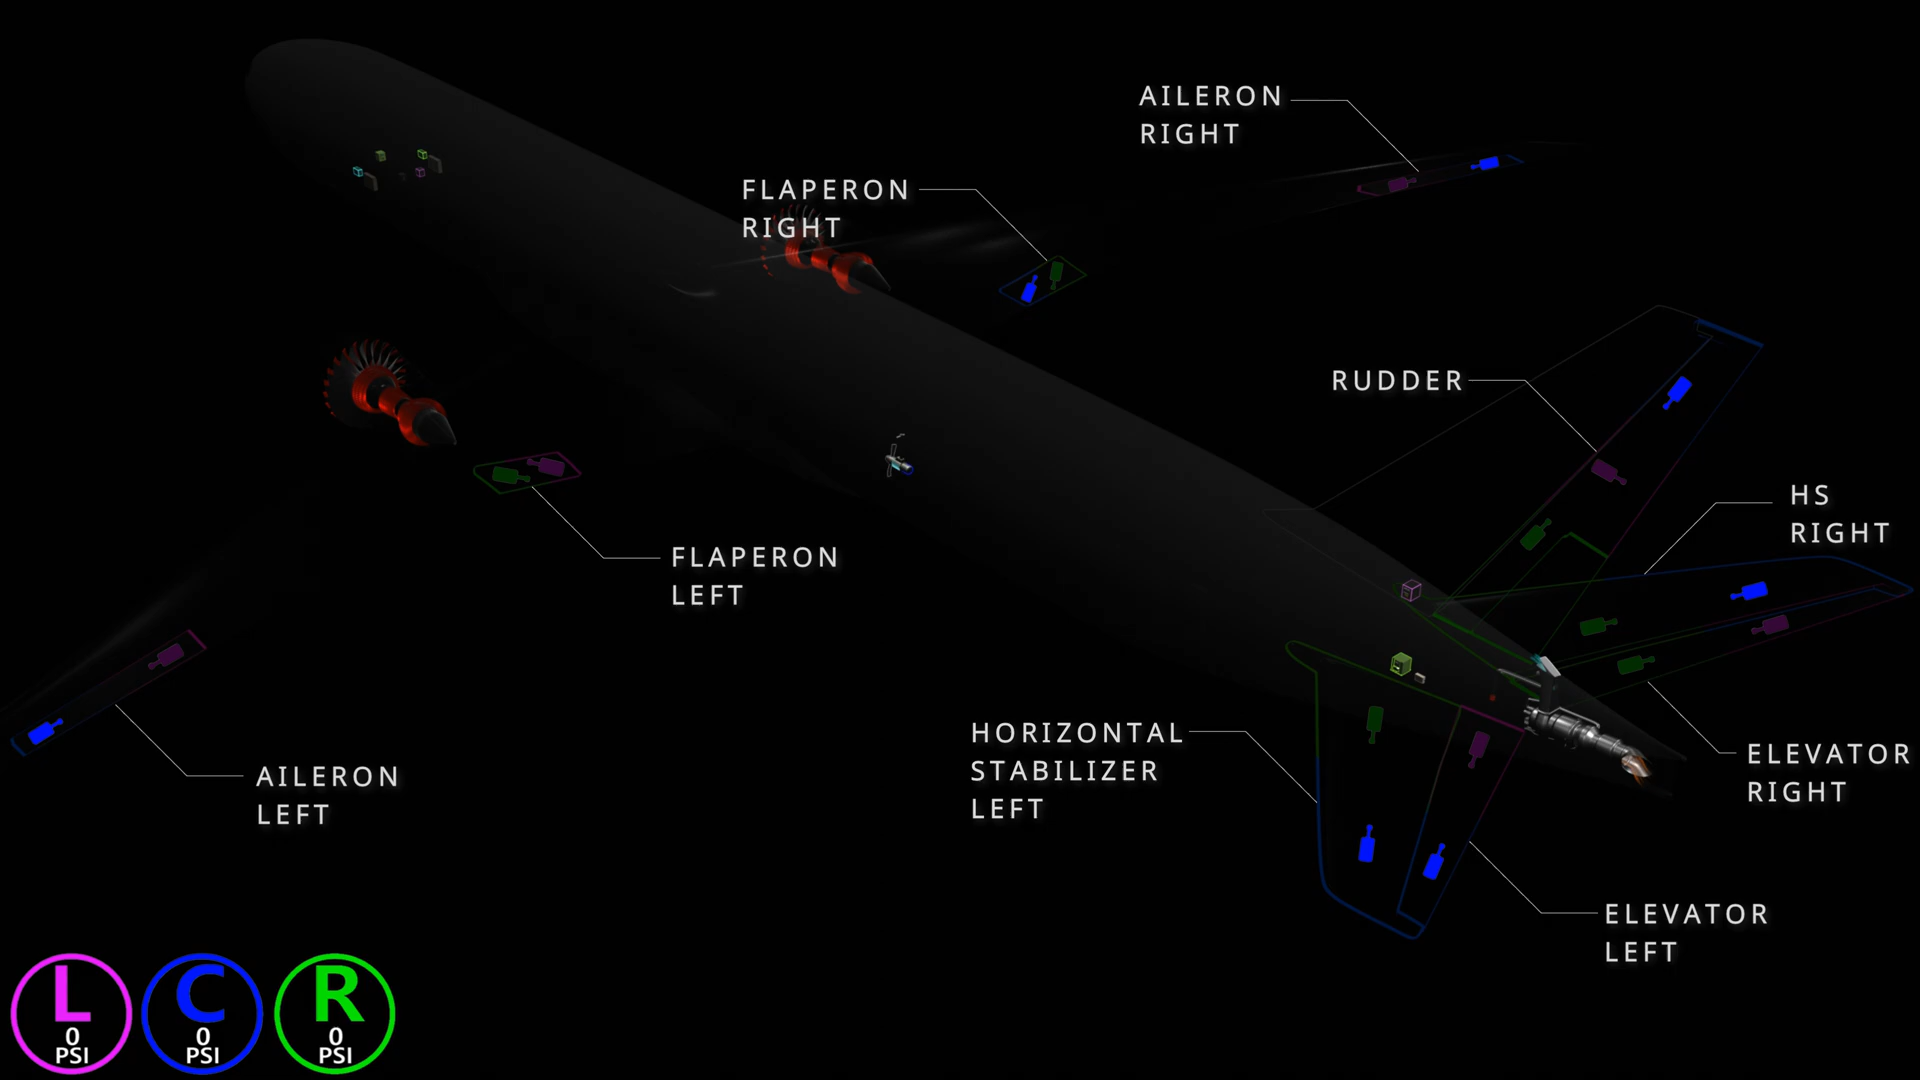 AILERON
RIGHT
FLAPERON
RIGHT
RUDDER
HS
RIGHT
FLAPERON
LEFT
HORIZONTAL
STABILIZER
LEFT
ELEVATOR
RIGHT
AILERON
LEFT
ELEVATOR
LEFT
L
0
PSI
C
0
PSI
R
0
PSI